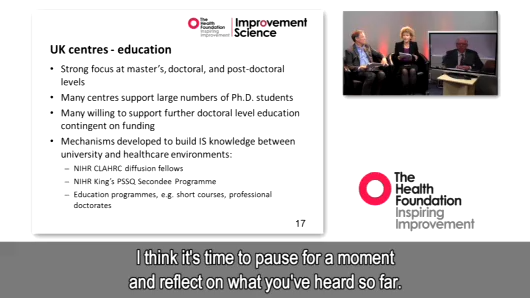 The
Health
Foundation
Inspiring
Improvement
Improvement
Science
UK centres - education
• Strong focus at master's, doctoral, and post-doctoral
levels
• Many centres support large numbers of Ph.D. students
• Many willing to support further doctoral level education
contingent on funding
• Mechanisms developed to build IS knowledge between
university and healthcare environments:
– NIHR CLAHRC diffusion fellows
– NIHR King's PSSQ Secondee Programme
– Education programmes, e.g. short courses, professional
doctorates
17
The
Health
Foundation
Inspiring
Improvement
I think it's time to pause for a moment
and reflect on what you've heard so far.